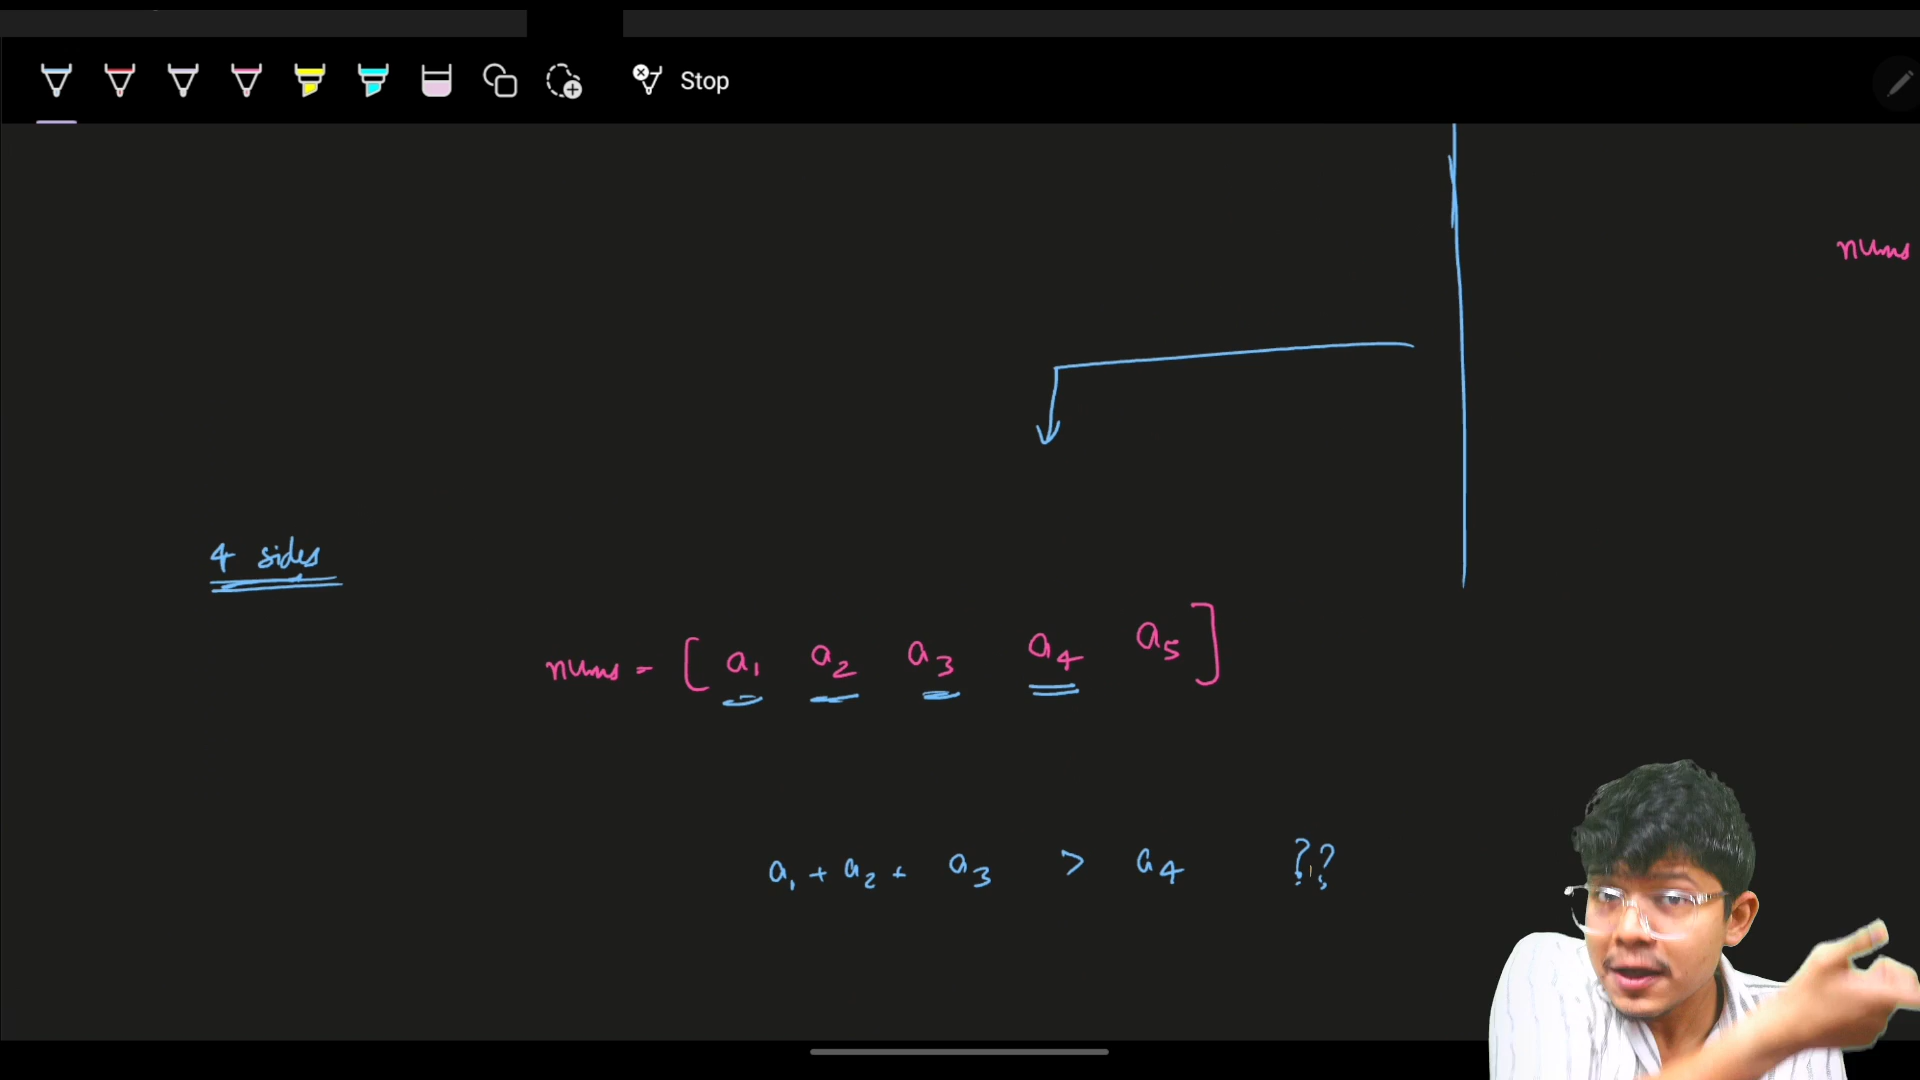 Stop
nums
4 sides
nums = [ a₁ a₂ a₃ a₄ a₅ ]
a₁ + a₂ + a₃ > a₄ ??